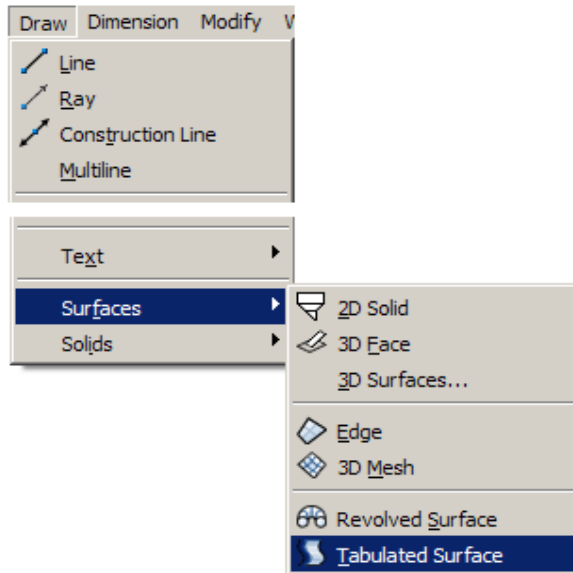 Draw Dimension Modify
Line
Ray
Construction Line
Multiline
Text
Surfaces
Solids
2D Solid
3D Face
3D Surfaces...
Edge
3D Mesh
Revolved Surface
Tabulated Surface